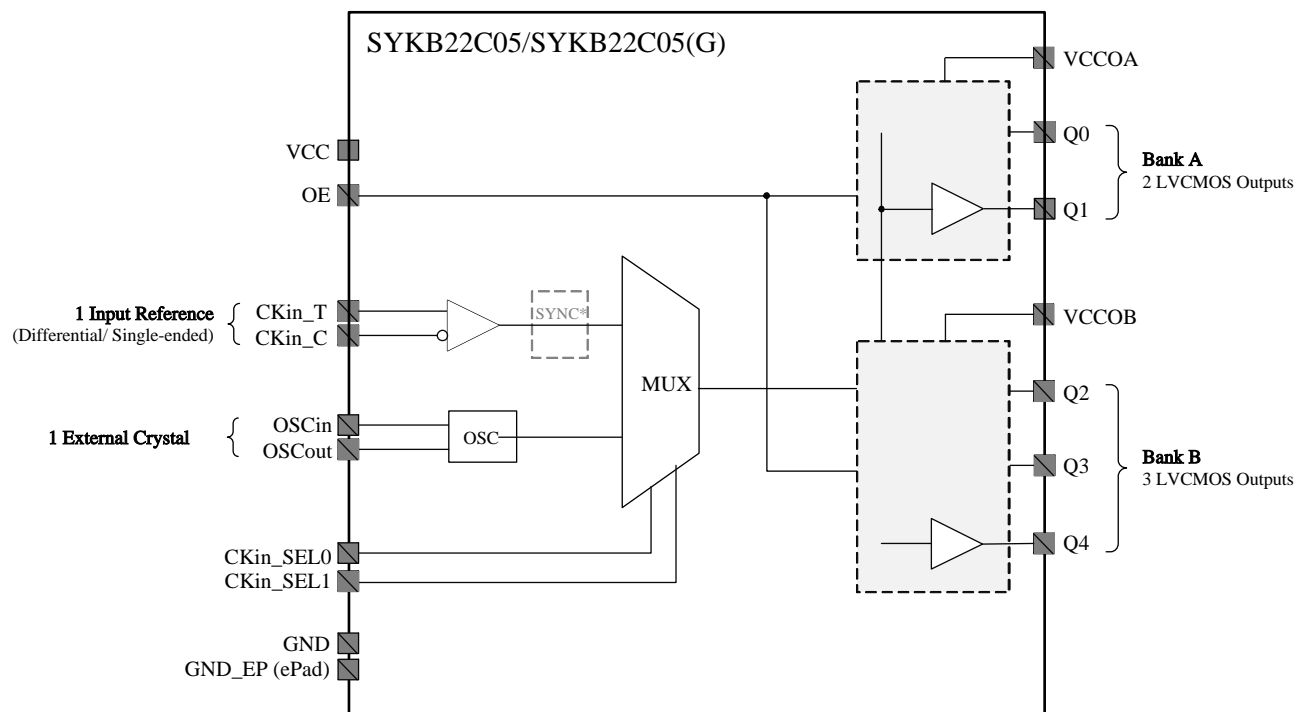 SYKB22C05/SYKB22C05(G)
VCCOA
VCC
OE
Q0
Q1
Bank A
2 LVCMOS Outputs
1 Input Reference
(Differential/ Single-ended)
CKin_T
CKin_C
SYNC*
VCCOB
MUX
1 External Crystal
OSCin
OSCout
OSC
Q2
Q3
Q4
Bank B
3 LVCMOS Outputs
CKin_SEL0
CKin_SEL1
GND
GND_EP (ePad)